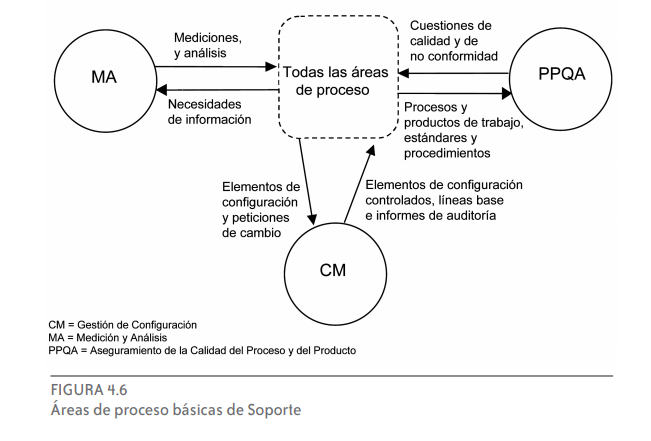 Mediciones,
y análisis
MA
Necesidades
de información
Todas las áreas
de proceso
Cuestiones de
calidad y de
no conformidad
PPQA
Procesos y
productos de trabajo,
estándares y
procedimientos
Elementos de
configuración
y peticiones
de cambio
Elementos de configuración
controlados, líneas base
e informes de auditoría
CM
CM = Gestión de Configuración
MA = Medición y Análisis
PPQA = Aseguramiento de la Calidad del Proceso y del Producto
FIGURA 4.6
Áreas de proceso básicas de Soporte